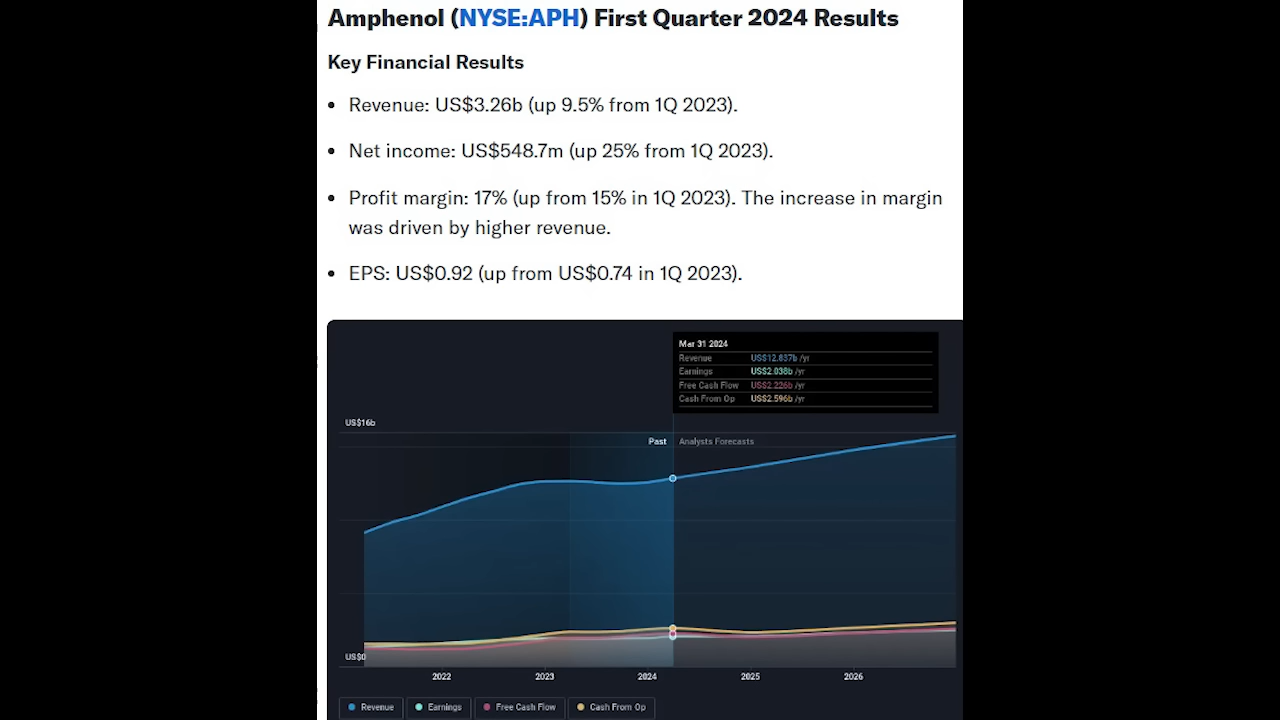 Amphenol (NYSE:APH) First Quarter 2024 Results
Key Financial Results
• Revenue: US$3.26b (up 9.5% from 1Q 2023).
• Net income: US$548.7m (up 25% from 1Q 2023).
• Profit margin: 17% (up from 15% in 1Q 2023). The increase in margin
was driven by higher revenue.
• EPS: US$0.92 (up from US$0.74 in 1Q 2023).
Mar 31 2024
Revenue US$12.837b /yr
Earnings US$2.038b /yr
Free Cash Flow US$2.226b /yr
Cash From Op US$2.596b /yr
US$16b
Past Analysts Forecasts
US$0
2022 2023 2024 2025 2026
Revenue Earnings Free Cash Flow Cash From Op